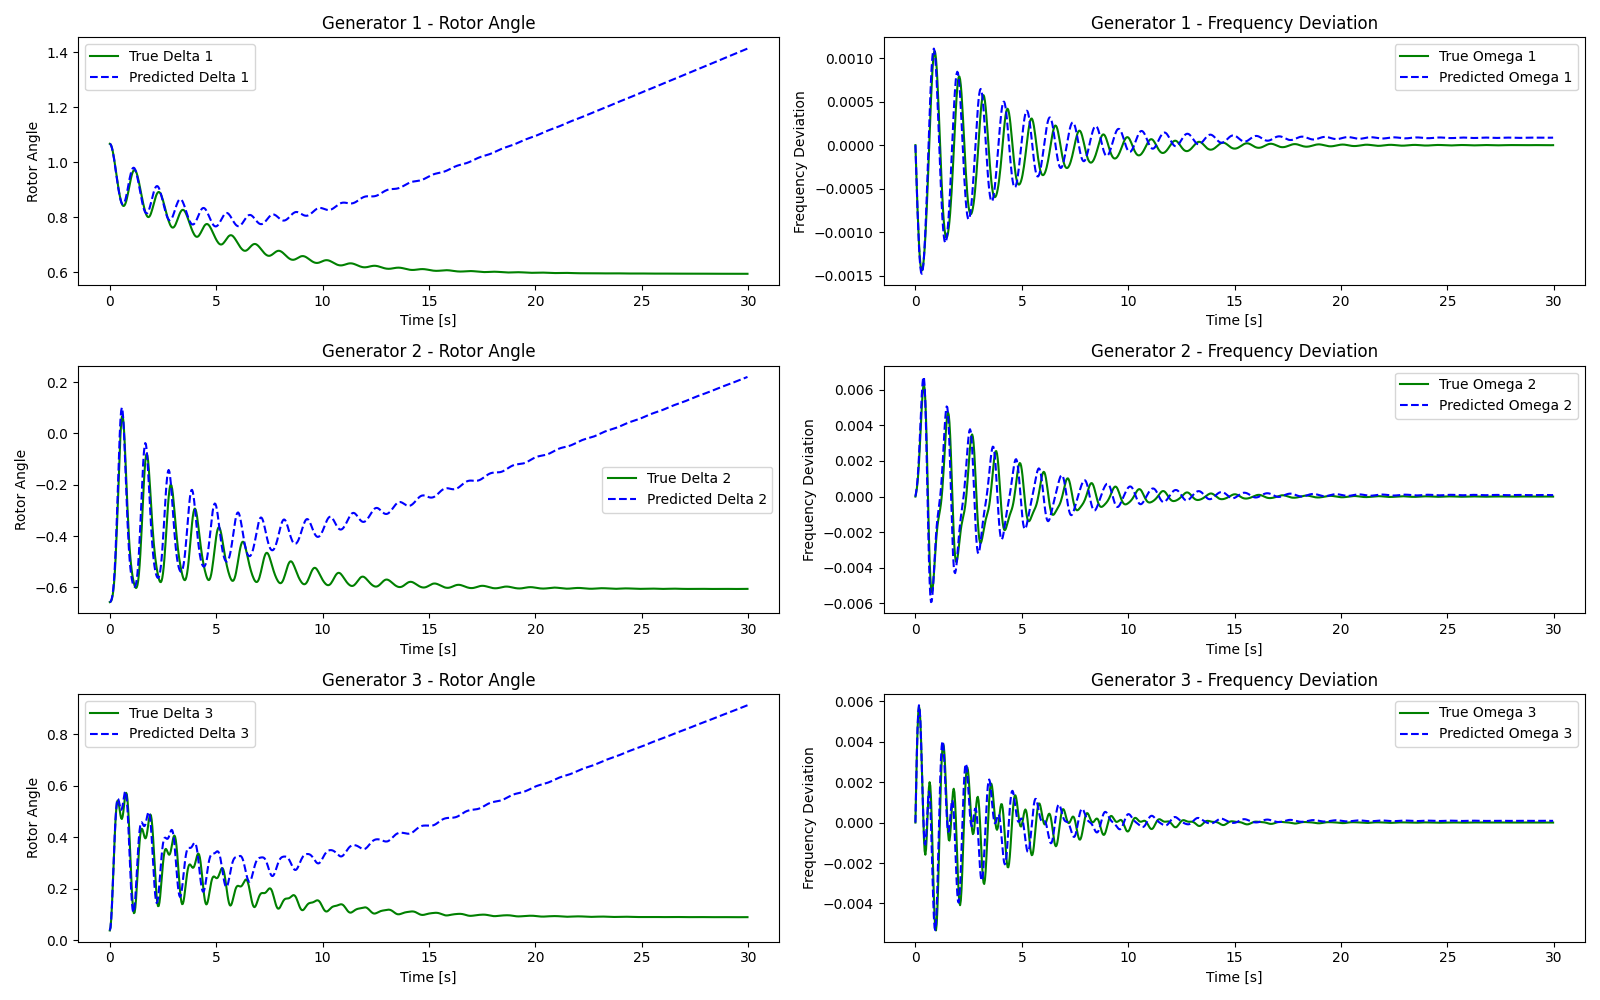 Generator 1 - Rotor Angle
True Delta 1
Predicted Delta 1
Rotor Angle
1.4
1.2
1.0
0.8
0.6
0
5
10
15
20
25
30
Time [s]
Generator 1 - Frequency Deviation
True Omega 1
Predicted Omega 1
Frequency Deviation
0.0010
0.0005
0.0000
−0.0005
−0.0010
−0.0015
0
5
10
15
20
25
30
Time [s]
Generator 2 - Rotor Angle
True Delta 2
Predicted Delta 2
Rotor Angle
0.2
0.0
−0.2
−0.4
−0.6
0
5
10
15
20
25
30
Time [s]
Generator 2 - Frequency Deviation
True Omega 2
Predicted Omega 2
Frequency Deviation
0.006
0.004
0.002
0.000
−0.002
−0.004
−0.006
0
5
10
15
20
25
30
Time [s]
Generator 3 - Rotor Angle
True Delta 3
Predicted Delta 3
Rotor Angle
0.8
0.6
0.4
0.2
0.0
0
5
10
15
20
25
30
Time [s]
Generator 3 - Frequency Deviation
True Omega 3
Predicted Omega 3
Frequency Deviation
0.006
0.004
0.002
0.000
−0.002
−0.004
0
5
10
15
20
25
30
Time [s]